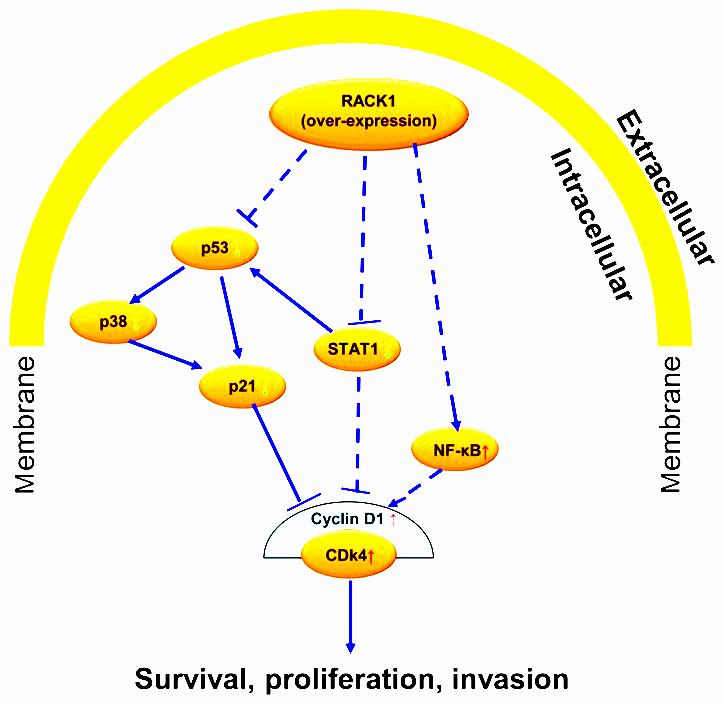 RACK1
(over-expression)
Extracellular
Intracellular
p53↓
p38↓
STAT1↓
p21↓
Membrane
Membrane
NF-κB↑
Cyclin D1 ↑
CDk4↑
Survival, proliferation, invasion